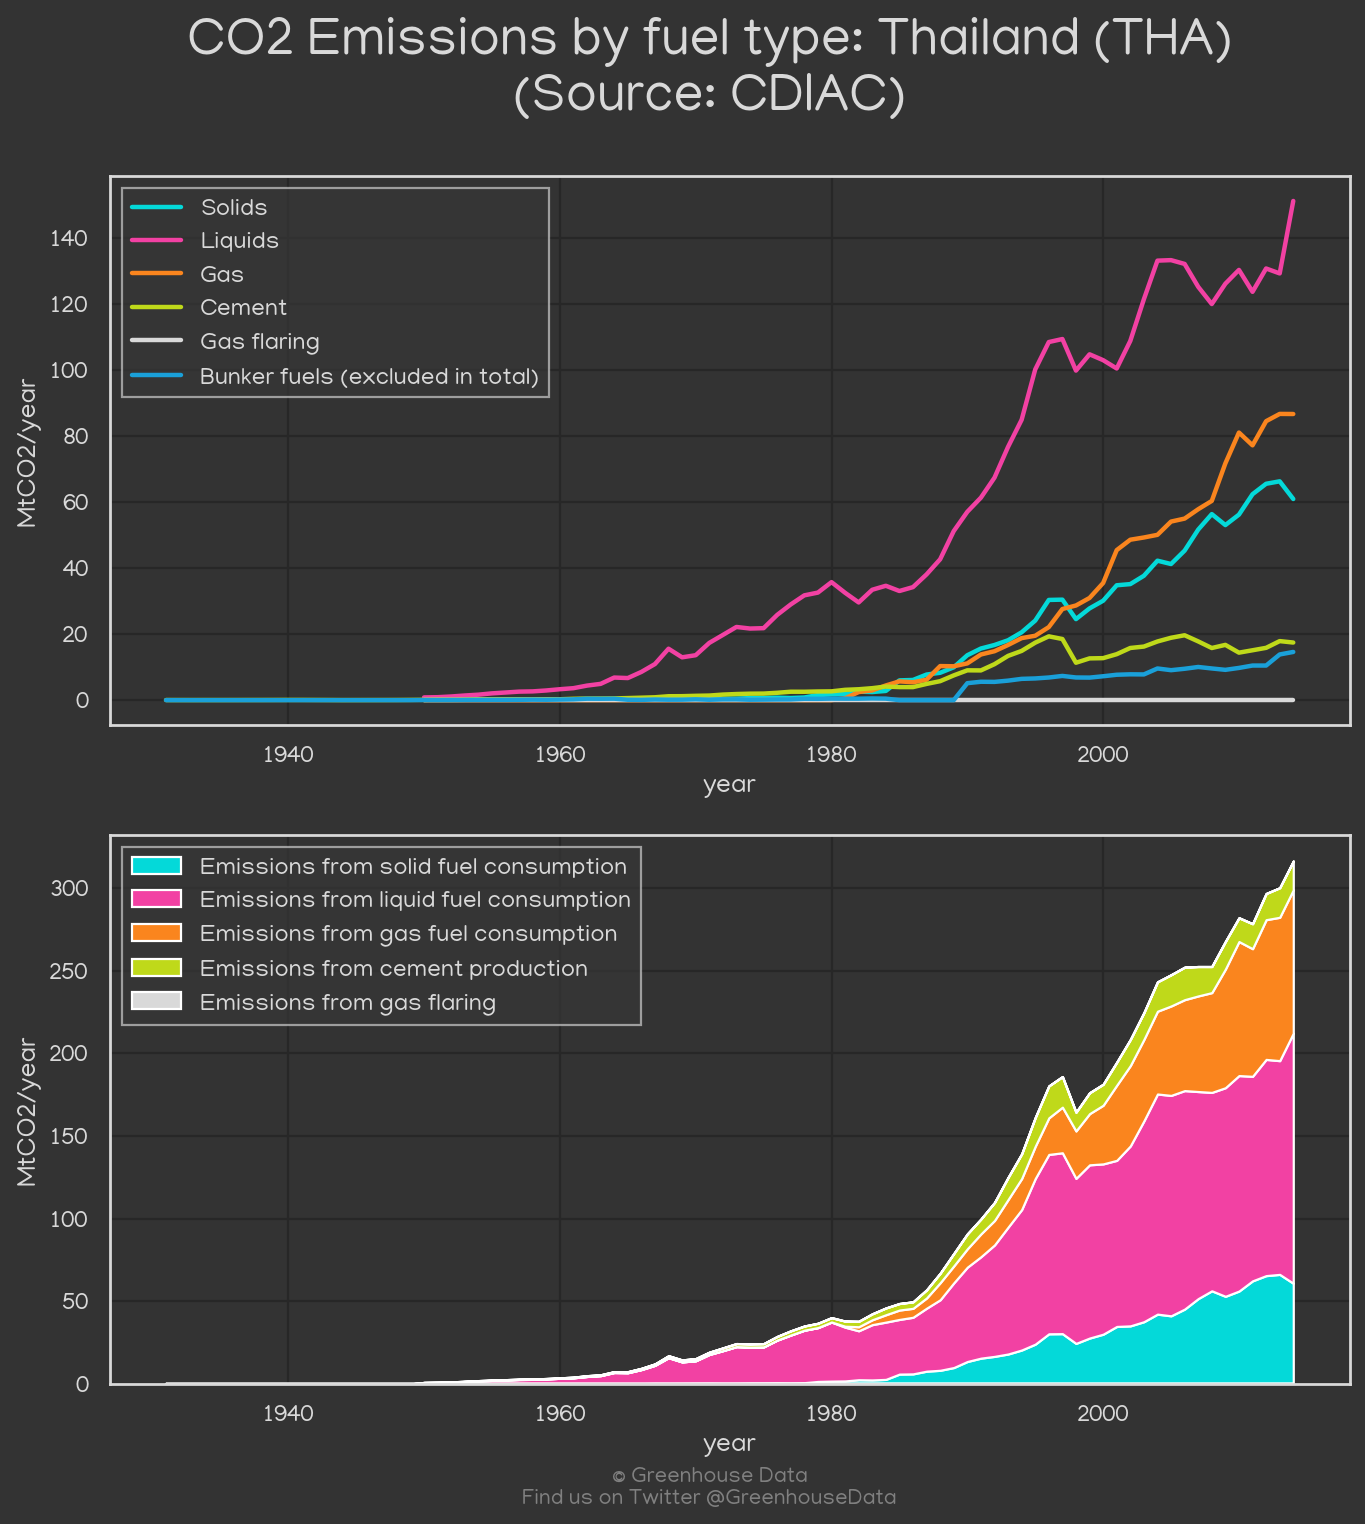 CO2 Emissions by fuel type: Thailand (THA)
(Source: CDIAC)
Solids
Liquids
Gas
Cement
Gas flaring
Bunker fuels (excluded in total)
MtCO2/year
140
120
100
80
60
40
20
0
1940
1960
1980
2000
year
Emissions from solid fuel consumption
Emissions from liquid fuel consumption
Emissions from gas fuel consumption
Emissions from cement production
Emissions from gas flaring
MtCO2/year
300
250
200
150
100
50
0
1940
1960
1980
2000
year
© Greenhouse Data
Find us on Twitter @GreenhouseData